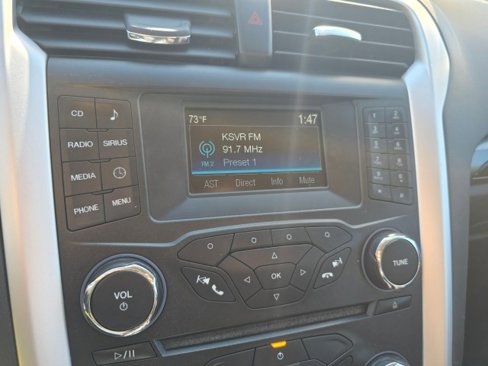 73°F 1:47
KSVR FM
91.7 MHz
FM 2 Preset 1
AST Direct Info Mute
CD
RADIO SIRIUS
MEDIA
PHONE MENU
OK
VOL
TUNE